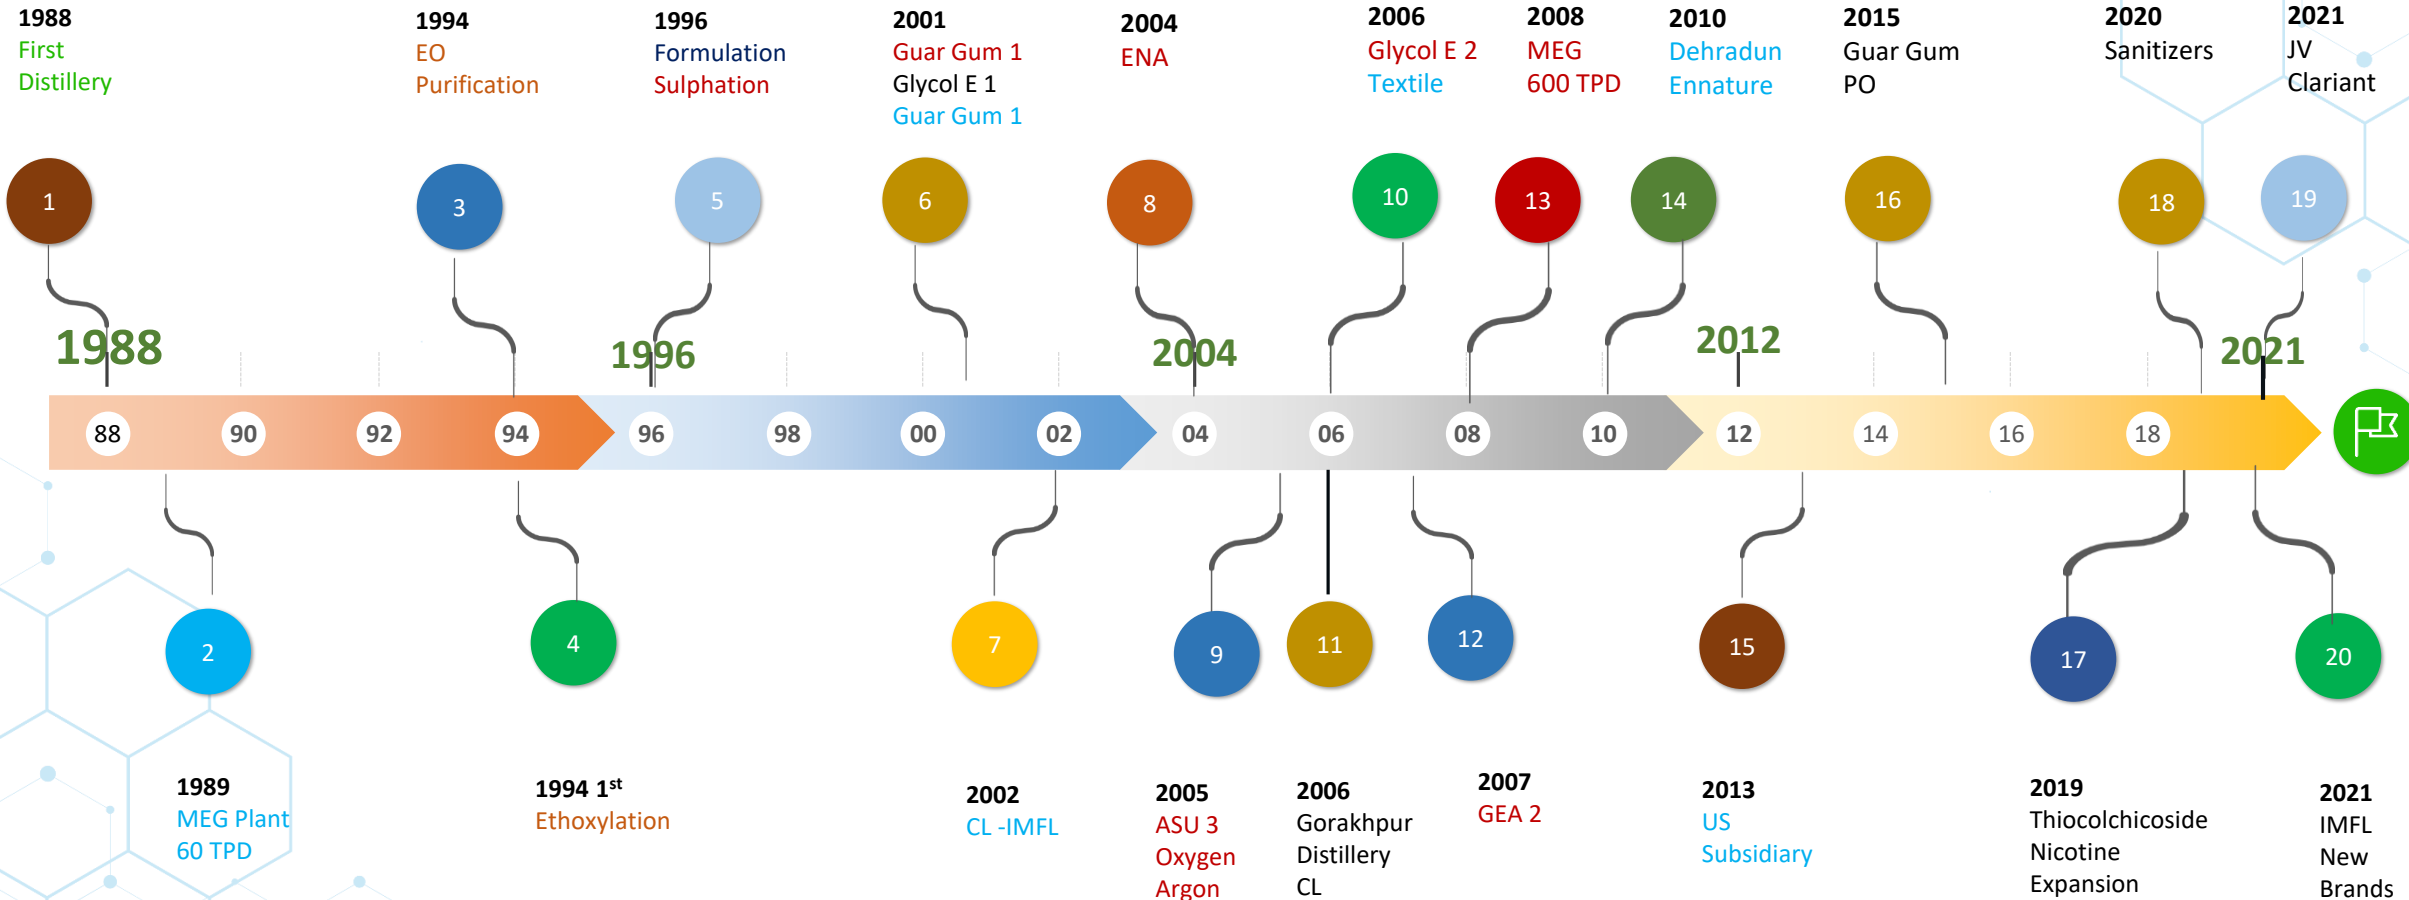 1988
First
Distillery
1994
EO
Purification
1996
Formulation
Sulphation
2001
Guar Gum 1
Glycol E 1
Guar Gum 1
2004
ENA
2006
Glycol E 2
Textile
2008
MEG
600 TPD
2010
Dehradun
Ennature
2015
Guar Gum
PO
2020
Sanitizers
2021
JV
Clariant
1
3
5
6
8
10
13
14
16
18
19
1988
1996
2004
2012
2021
88
90
92
94
96
98
00
02
04
06
08
10
12
14
16
18
2
4
7
9
11
12
15
17
20
1989
MEG Plant
60 TPD
1994 1st
Ethoxylation
2002
CL -IMFL
2005
ASU 3
Oxygen
Argon
2006
Gorakhpur
Distillery
CL
2007
GEA 2
2013
US
Subsidiary
2019
Thiocolchicoside
Nicotine
Expansion
2021
IMFL
New
Brands